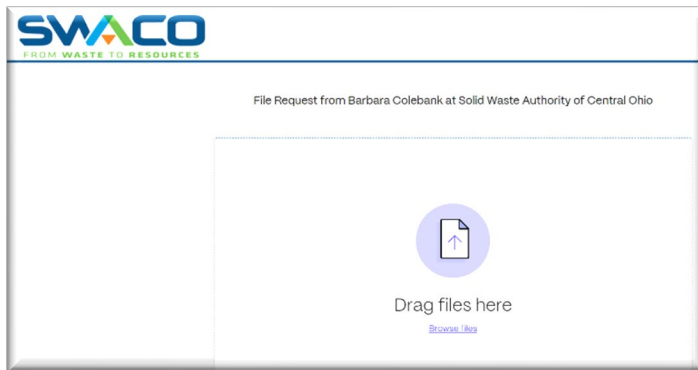 SWACO
FROM WASTE TO RESOURCES
File Request from Barbara Colebank at Solid Waste Authority of Central Ohio
Drag files here
Browse files